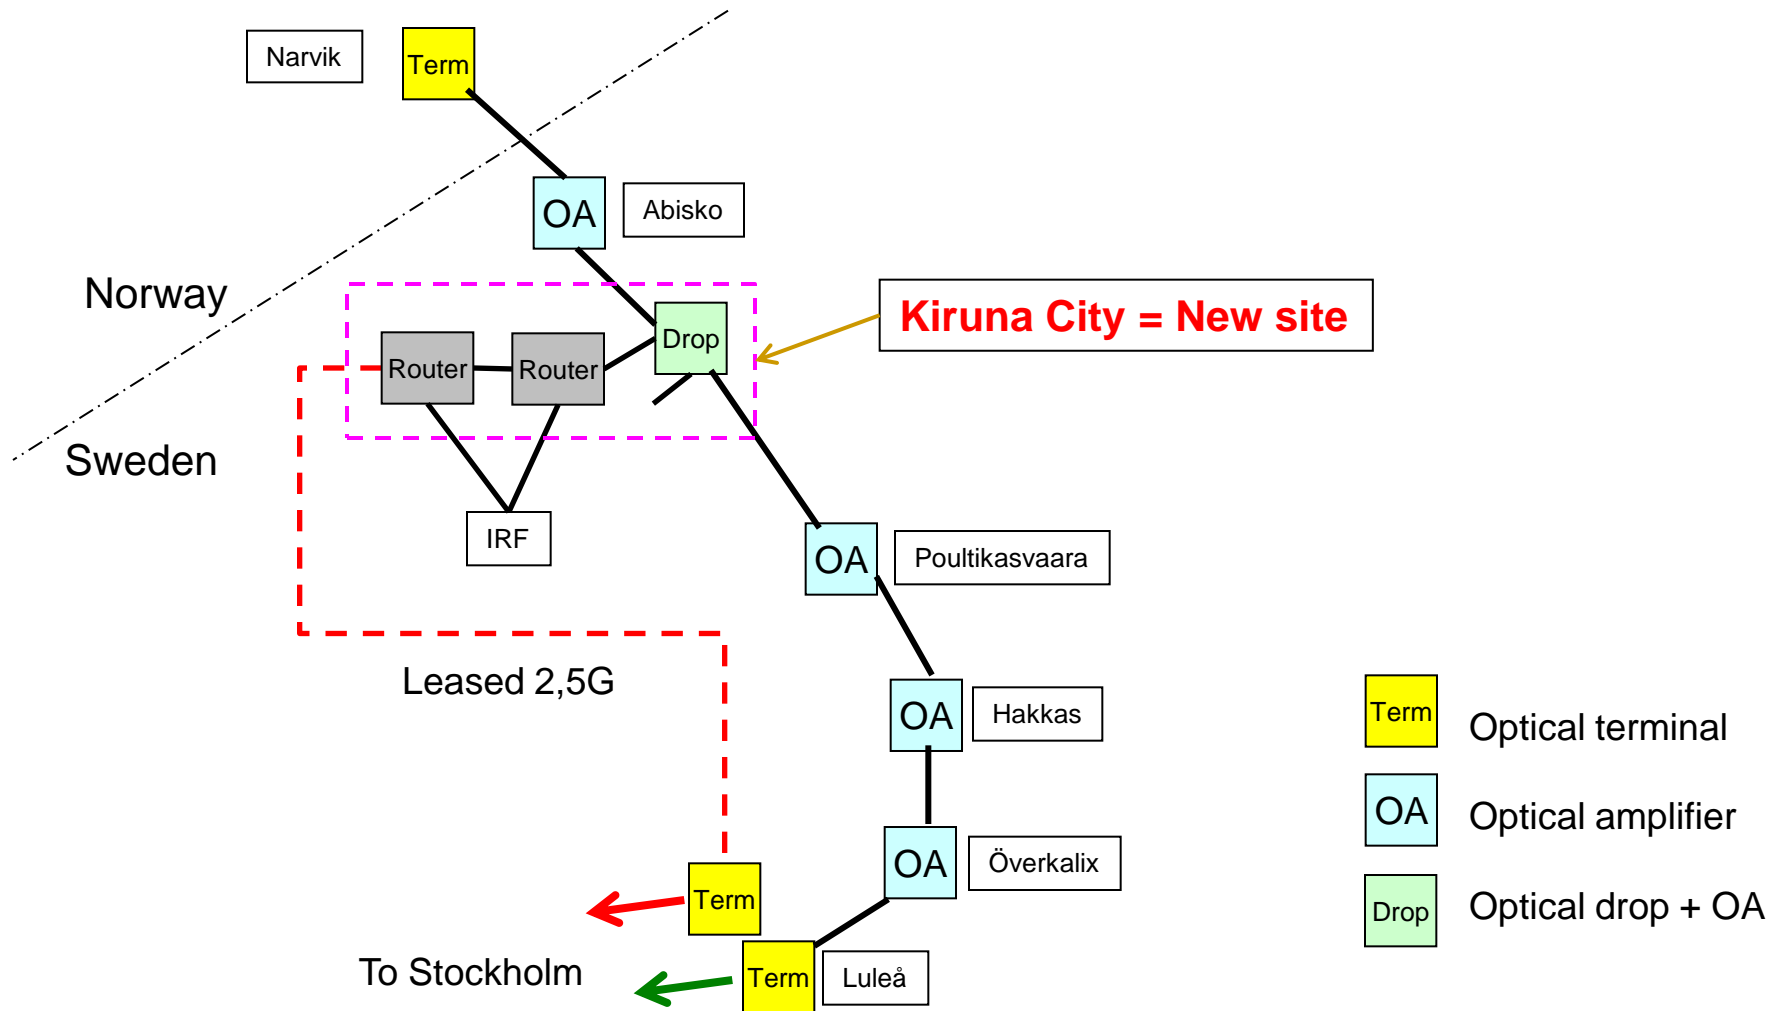 Narvik
Term
OA
Abisko
Norway
Kiruna City = New site
Drop
Router
Router
Sweden
IRF
OA
Poultikasvaara
Leased 2,5G
OA
Hakkas
Term
Optical terminal
OA
Optical amplifier
OA
Överkalix
Term
Drop
Optical drop + OA
To Stockholm
Term
Luleå